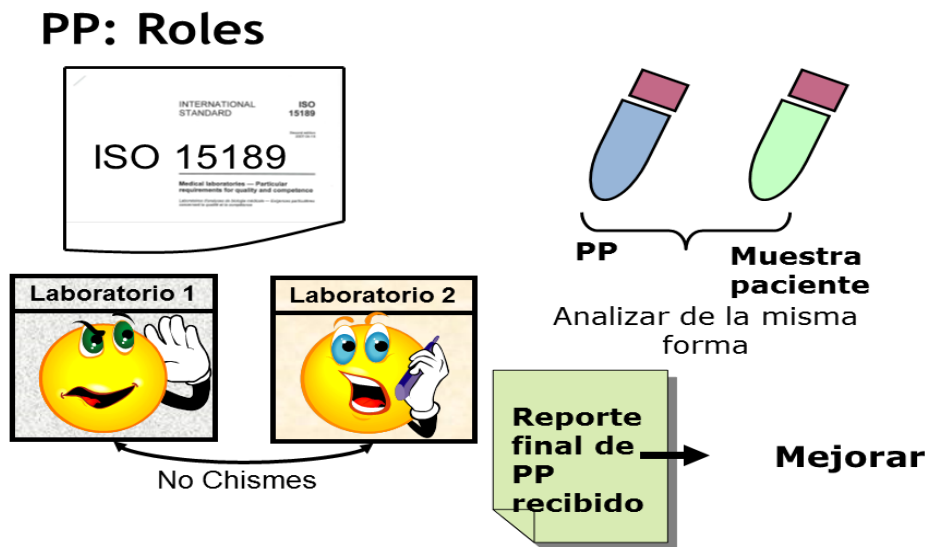 PP: Roles
INTERNATIONAL
STANDARD
ISO
15189
ISO 15189
Medical laboratories — Particular
requirements for quality and competence
PP
Muestra
paciente
Analizar de la misma
forma
Laboratorio 1
Laboratorio 2
No Chismes
Reporte
final de
PP
recibido
Mejorar